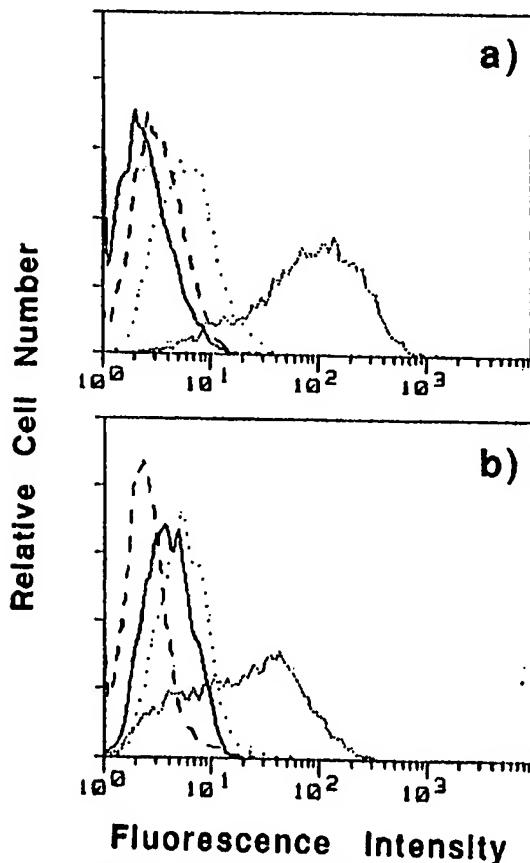 a)
Relative Cell Number
10⁰ 10¹ 10² 10³
b)
10⁰ 10¹ 10² 10³
Fluorescence Intensity